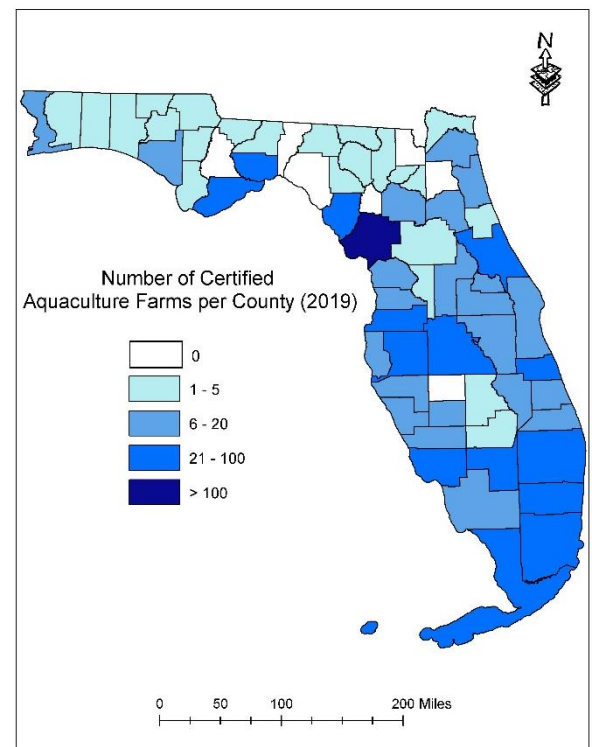 N
Number of Certified
Aquaculture Farms per County (2019)
0
1 - 5
6 - 20
21 - 100
> 100
0 50 100 200 Miles